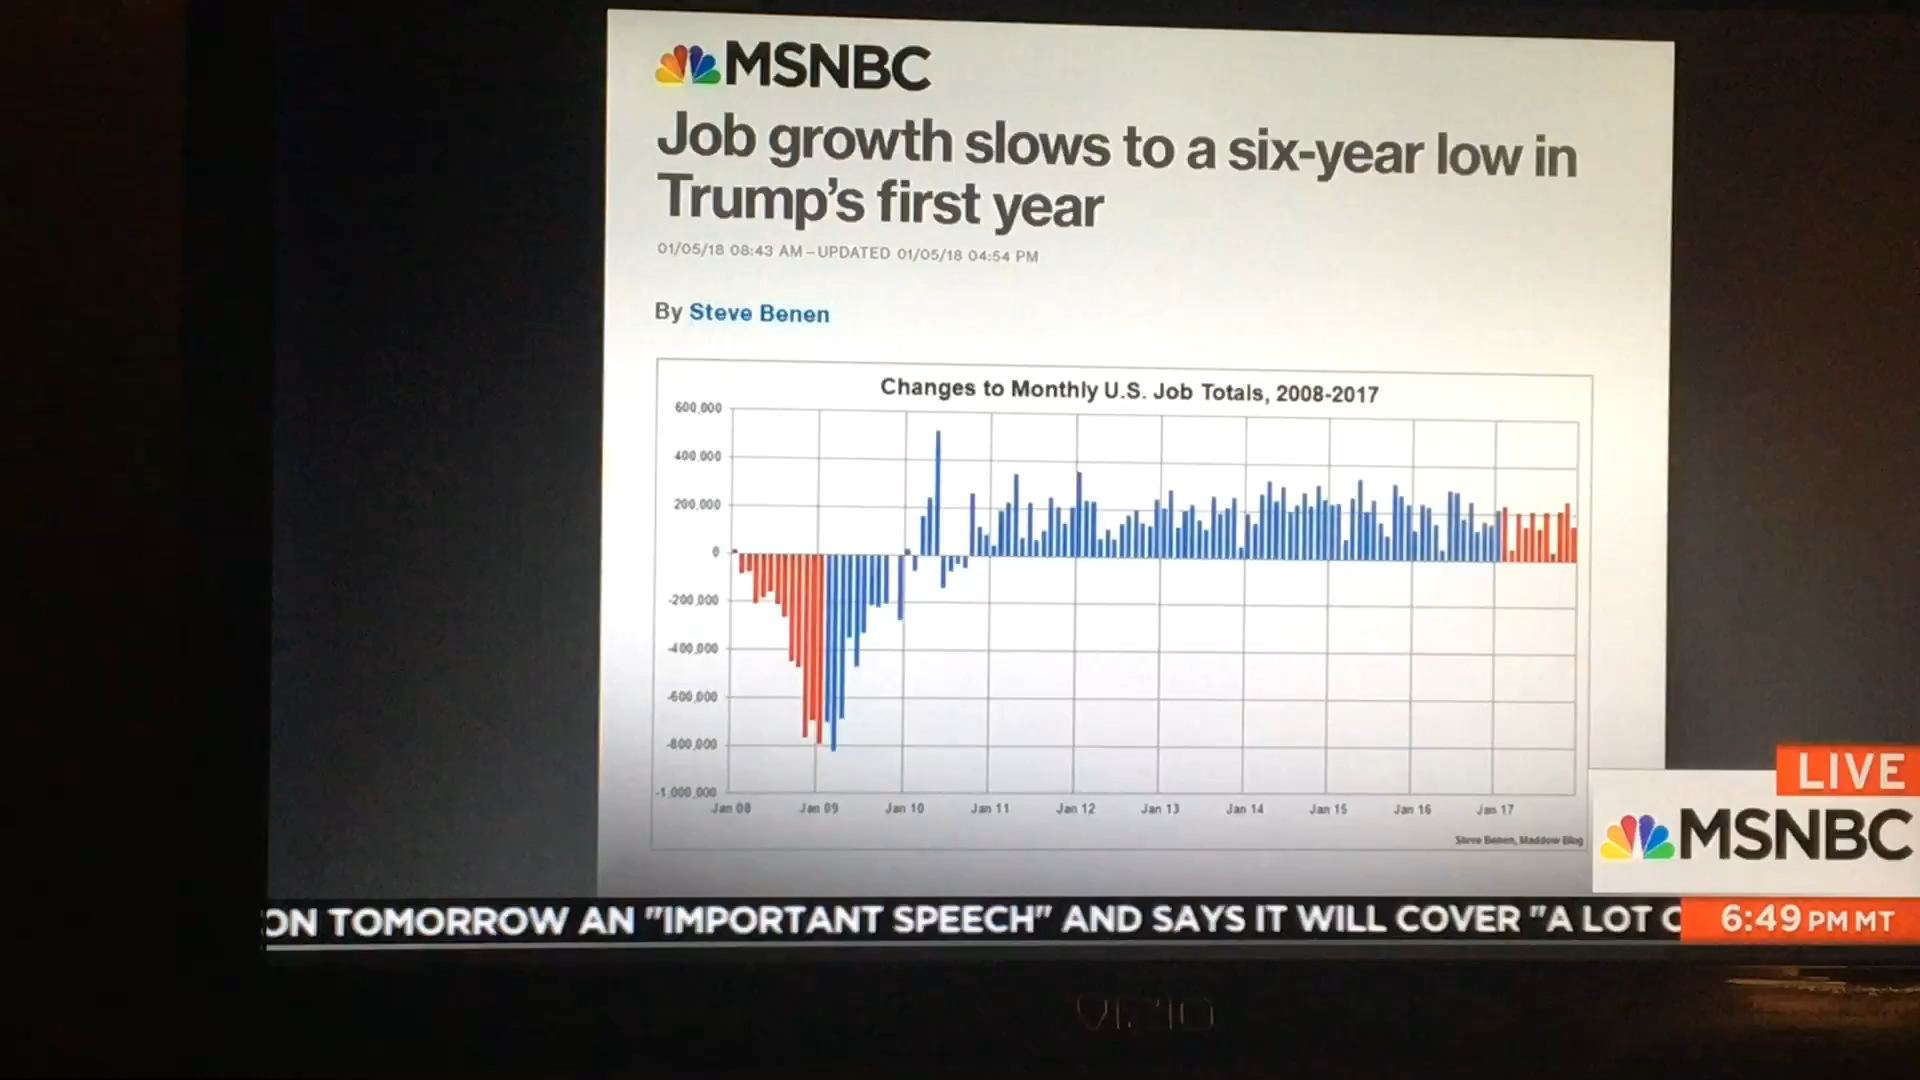 MSNBC
Job growth slows to a six-year low in
Trump's first year
01/05/18 08:43 AM – UPDATED 01/05/18 04:54 PM
By Steve Benen
Changes to Monthly U.S. Job Totals, 2008-2017
600,000
400,000
200,000
0
-200,000
-400,000
-600,000
-800,000
-1,000,000
Jan 08 Jan 09 Jan 10 Jan 11 Jan 12 Jan 13 Jan 14 Jan 15 Jan 16 Jan 17
Steve Benen, Maddow Blog
LIVE
MSNBC
ON TOMORROW AN "IMPORTANT SPEECH" AND SAYS IT WILL COVER "A LOT
6:49 PM MT
VIZIO